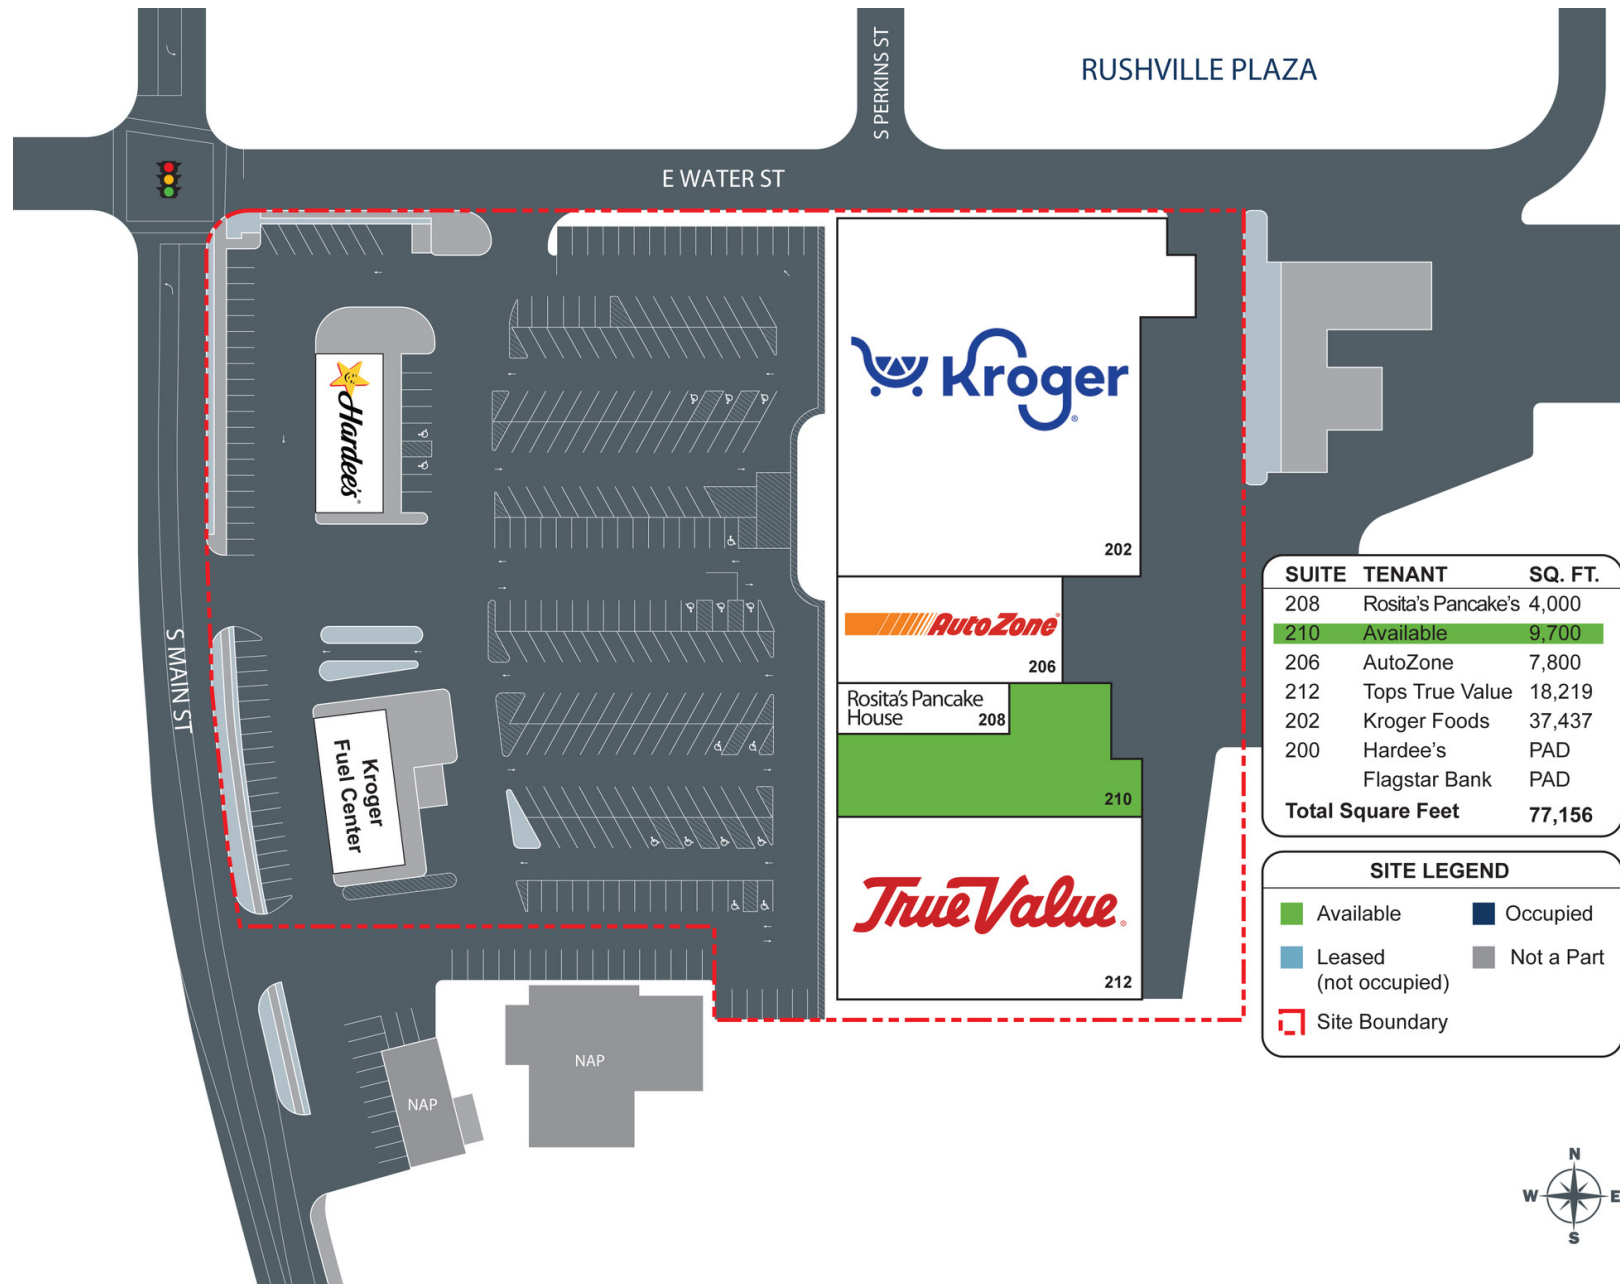 RUSHVILLE PLAZA
S PERKINS ST
E WATER ST
S MAIN ST
Hardee's
Kroger
202
AutoZone
206
Rosita's Pancake
House
208
210
True Value
212
Kroger
Fuel Center
NAP
NAP
SUITE TENANT SQ. FT.
208 Rosita's Pancake's 4,000
210 Available 9,700
206 AutoZone 7,800
212 Tops True Value 18,219
202 Kroger Foods 37,437
200 Hardee's PAD
Flagstar Bank PAD
Total Square Feet 77,156
SITE LEGEND
Available
Occupied
Leased
(not occupied)
Not a Part
Site Boundary
N
W E
S